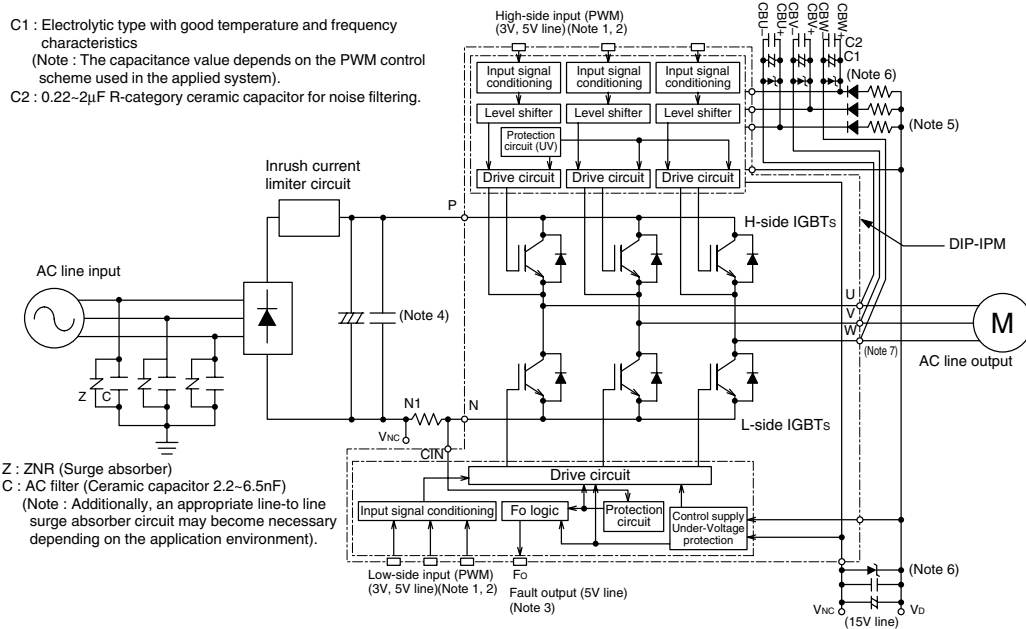 C1 : Electrolytic type with good temperature and frequency
characteristics
(Note : The capacitance value depends on the PWM control
scheme used in the applied system).
C2 : 0.22~2μF R-category ceramic capacitor for noise filtering.
High-side input (PWM)
(3V, 5V line)(Note 1, 2)
CBU–
CBU+
CBV–
CBV+
CBW–
CBW+
C2
C1
(Note 6)
(Note 5)
Input signal
conditioning
Input signal
conditioning
Input signal
conditioning
Level shifter
Level shifter
Level shifter
Protection
circuit (UV)
Drive circuit
Drive circuit
Drive circuit
Inrush current
limiter circuit
P
H-side IGBTs
DIP-IPM
AC line input
(Note 4)
U
V
W
(Note 7)
M
AC line output
Z
C
N1
N
VNC
CIN
L-side IGBTs
Z : ZNR (Surge absorber)
C : AC filter (Ceramic capacitor 2.2~6.5nF)
(Note : Additionally, an appropriate line-to line
surge absorber circuit may become necessary
depending on the application environment).
Drive circuit
Input signal conditioning
Fo logic
Protection
circuit
Control supply
Under-Voltage
protection
Low-side input (PWM)
(3V, 5V line)(Note 1, 2)
FO
Fault output (5V line)
(Note 3)
(Note 6)
VNC
VD
(15V line)